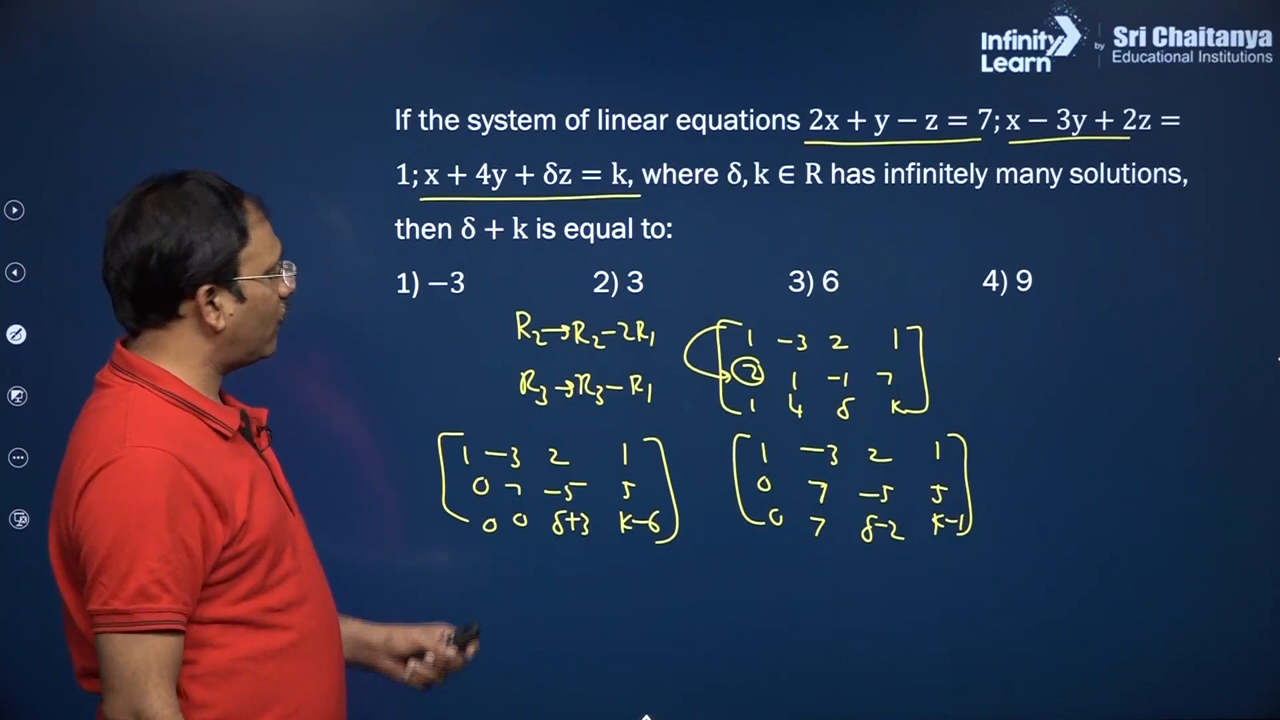 Infinity Learn by Sri Chaitanya Educational Institutions
If the system of linear equations 2x + y − z = 7; x − 3y + 2z =
1; x + 4y + δz = k, where δ, k ∈ R has infinitely many solutions,
then δ + k is equal to:
1) −3 2) 3 3) 6 4) 9
R₂→R₂−2R₁
R₃→R₃−R₁
1 −3 2 1
2 1 −1 7
1 4 δ k
1 −3 2 1
0 7 −5 5
0 7 δ−2 k−1
1 −3 2 1
0 7 −5 5
0 0 δ+3 k−6